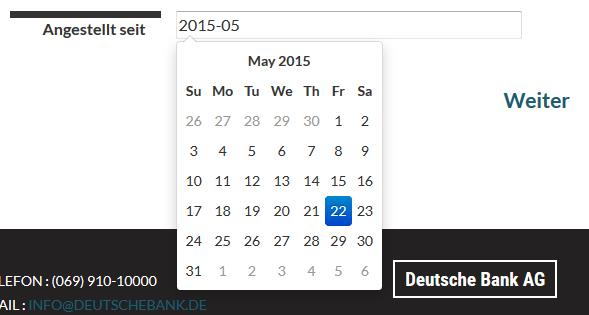 Angestellt seit 2015-05
May 2015
Su Mo Tu We Th Fr Sa
26 27 28 29 30 1 2
3 4 5 6 7 8 9
10 11 12 13 14 15 16
17 18 19 20 21 22 23
24 25 26 27 28 29 30
31 1 2 3 4 5 6
Weiter
LEFON : (069) 910-10000
AIL : INFO@DEUTSCHEBANK.DE
Deutsche Bank AG